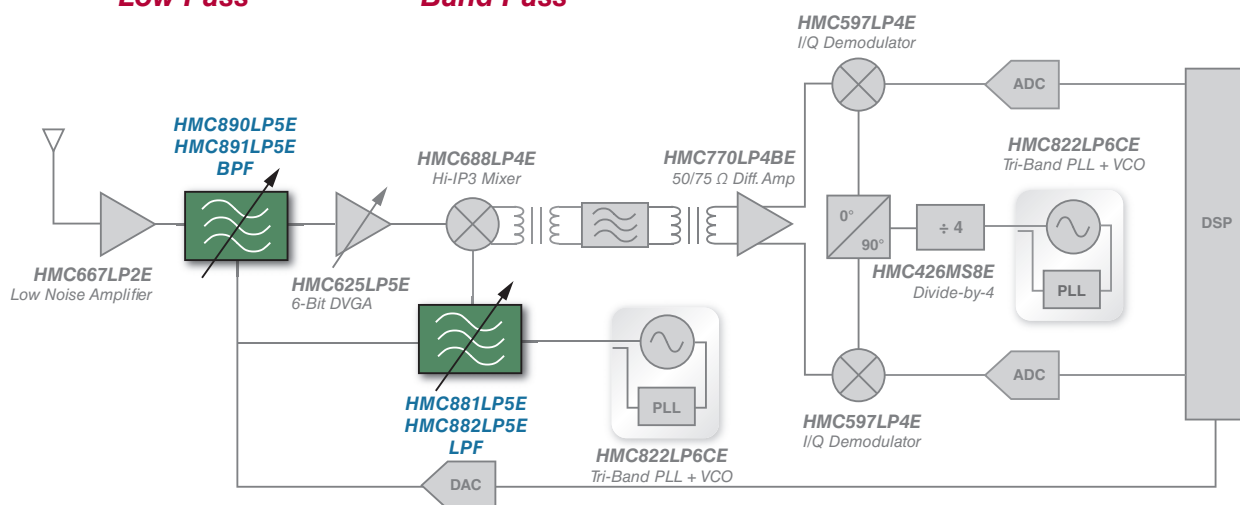 Low Pass
Band Pass
HMC597LP4E
I/Q Demodulator
ADC
HMC890LP5E
HMC891LP5E
BPF
HMC688LP4E
Hi-IP3 Mixer
HMC770LP4BE
50/75 Ω Diff. Amp
HMC822LP6CE
Tri-Band PLL + VCO
0°
90°
÷ 4
DSP
HMC667LP2E
Low Noise Amplifier
HMC625LP5E
6-Bit DVGA
HMC426MS8E
Divide-by-4
PLL
HMC881LP5E
HMC882LP5E
LPF
PLL
HMC822LP6CE
Tri-Band PLL + VCO
ADC
HMC597LP4E
I/Q Demodulator
DAC